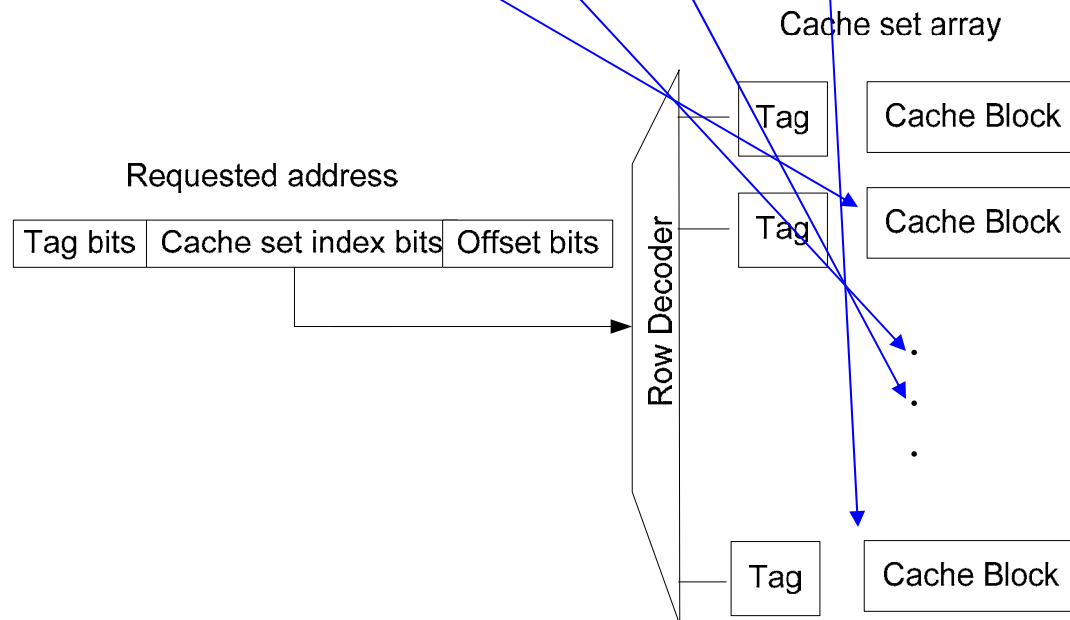 Cache set array
Tag
Cache Block
Requested address
Tag bits
Cache set index bits
Offset bits
Row Decoder
Tag
Cache Block
.
.
.
Tag
Cache Block